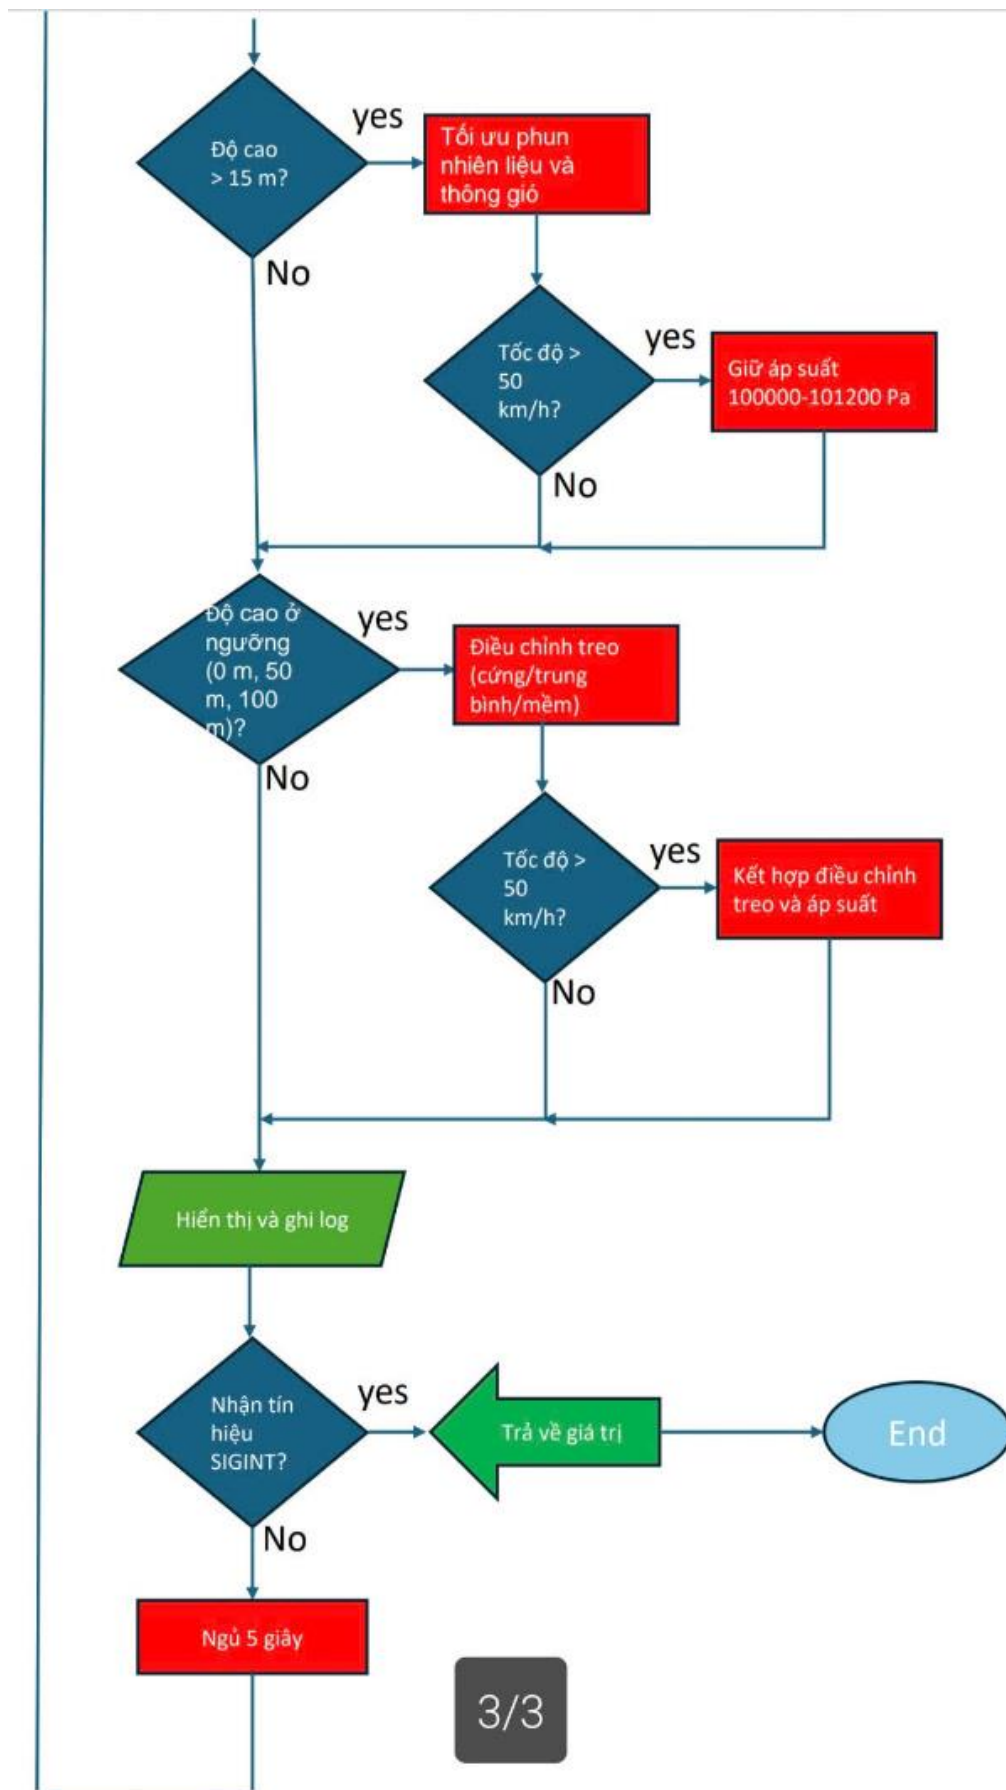 yes
Độ cao
> 15 m?
Tối ưu phun
nhiên liệu và
thông gió
No
yes
Tốc độ >
50
km/h?
Giữ áp suất
100000-101200 Pa
No
yes
Độ cao ở
ngưỡng
(0 m, 50
m, 100
m)?
Điều chỉnh treo
(cứng/trung
bình/mềm)
No
yes
Tốc độ >
50
km/h?
Kết hợp điều chỉnh
treo và áp suất
No
Hiển thị và ghi log
yes
Nhận tín
hiệu
SIGINT?
Trả về giá trị
End
No
Ngủ 5 giây
3/3